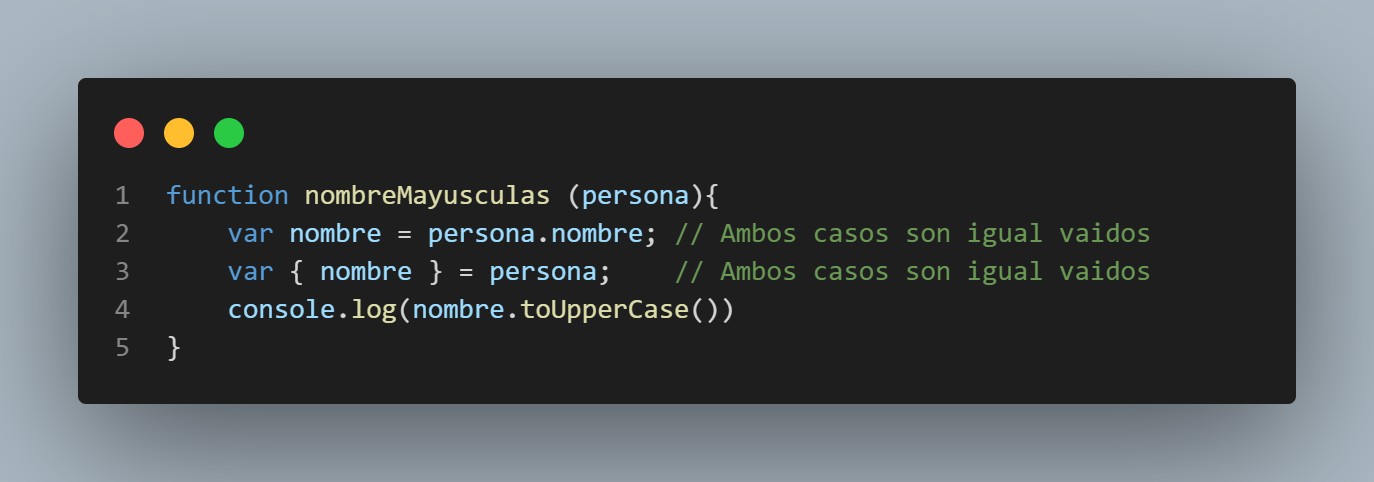 1 function nombreMayusculas (persona){
2     var nombre = persona.nombre; // Ambos casos son igual vaidos
3     var { nombre } = persona;    // Ambos casos son igual vaidos
4     console.log(nombre.toUpperCase())
5 }